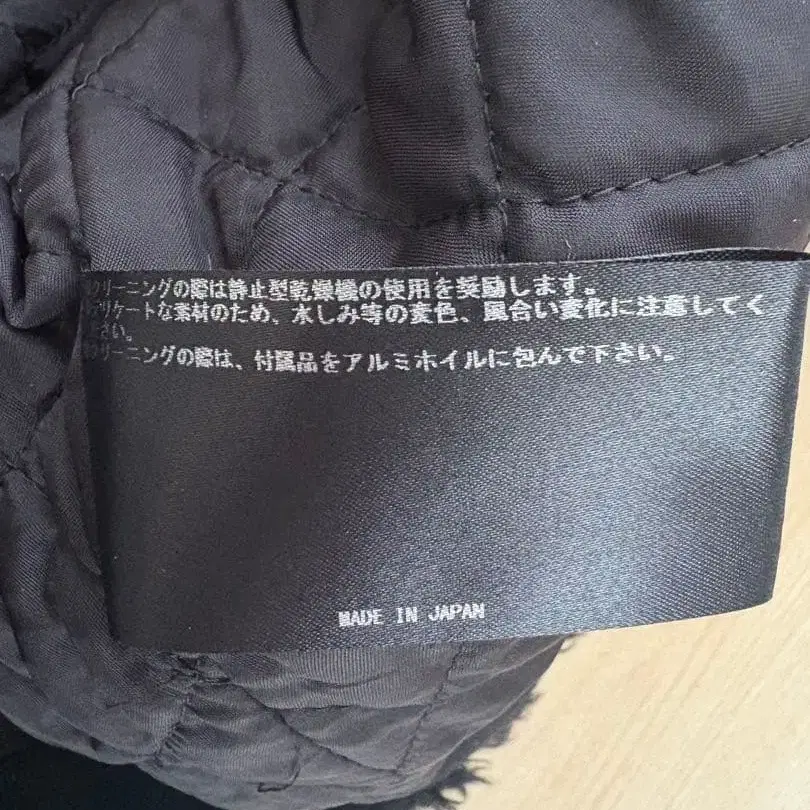 クリーニングの際は静止型乾燥機の使用を奨励します。
デリケートな素材のため、水しみ等の変色、風合い変化に注意してく
ださい。
クリーニングの際は、付属品をアルミホイルに包んで下さい。
MADE IN JAPAN